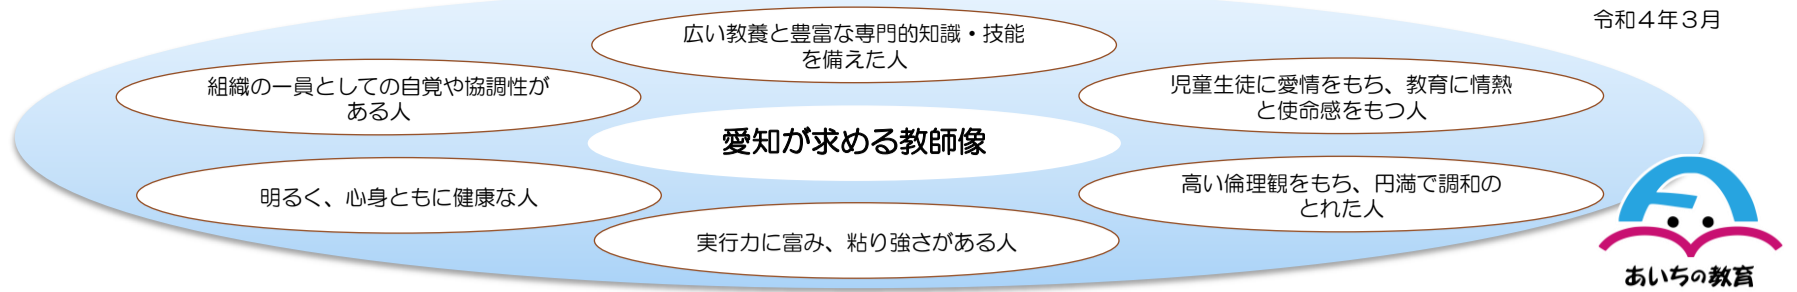 令和４年３月
広い教養と豊富な専門的知識・技能
を備えた人
組織の一員としての自覚や協調性が
ある人
児童生徒に愛情をもち、教育に情熱
と使命感をもつ人
愛知が求める教師像
明るく、心身ともに健康な人
高い倫理観をもち、円満で調和の
とれた人
実行力に富み、粘り強さがある人
あいちの教育